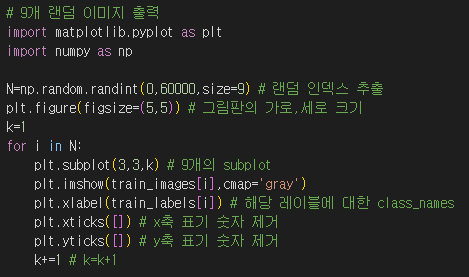 # 9개 랜덤 이미지 출력
import matplotlib.pyplot as plt
import numpy as np
N=np.random.randint(0,60000,size=9) # 랜덤 인덱스 추출
plt.figure(figsize=(5,5)) # 그림판의 가로,세로 크기
k=1
for i in N:
    plt.subplot(3,3,k) # 9개의 subplot
    plt.imshow(train_images[i],cmap='gray')
    plt.xlabel(train_labels[i]) # 해당 레이블에 대한 class_names
    plt.xticks([]) # x축 표기 숫자 제거
    plt.yticks([]) # y축 표기 숫자 제거
    k+=1 # k=k+1